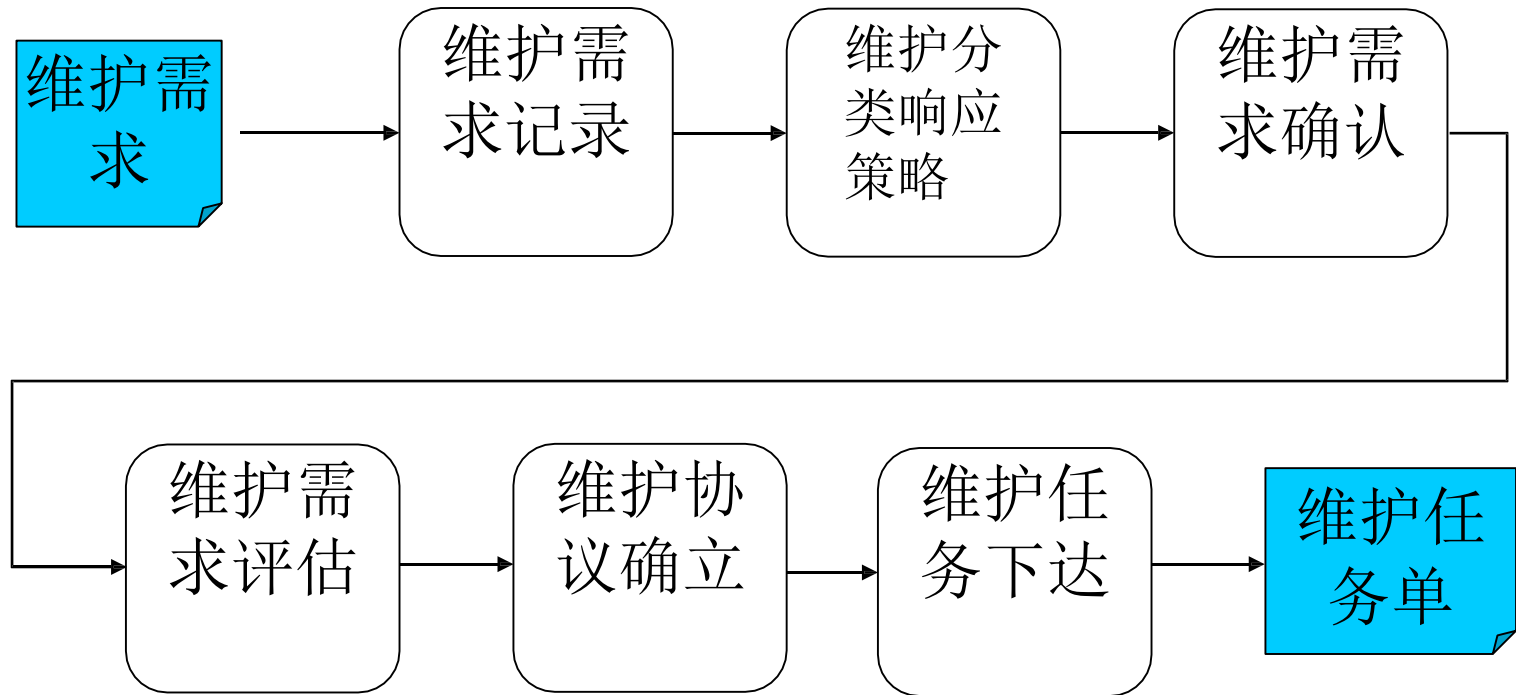 维护需
求
维护需
求记录
维护分
类响应
策略
维护需
求确认
维护需
求评估
维护协
议确立
维护任
务下达
维护任
务单